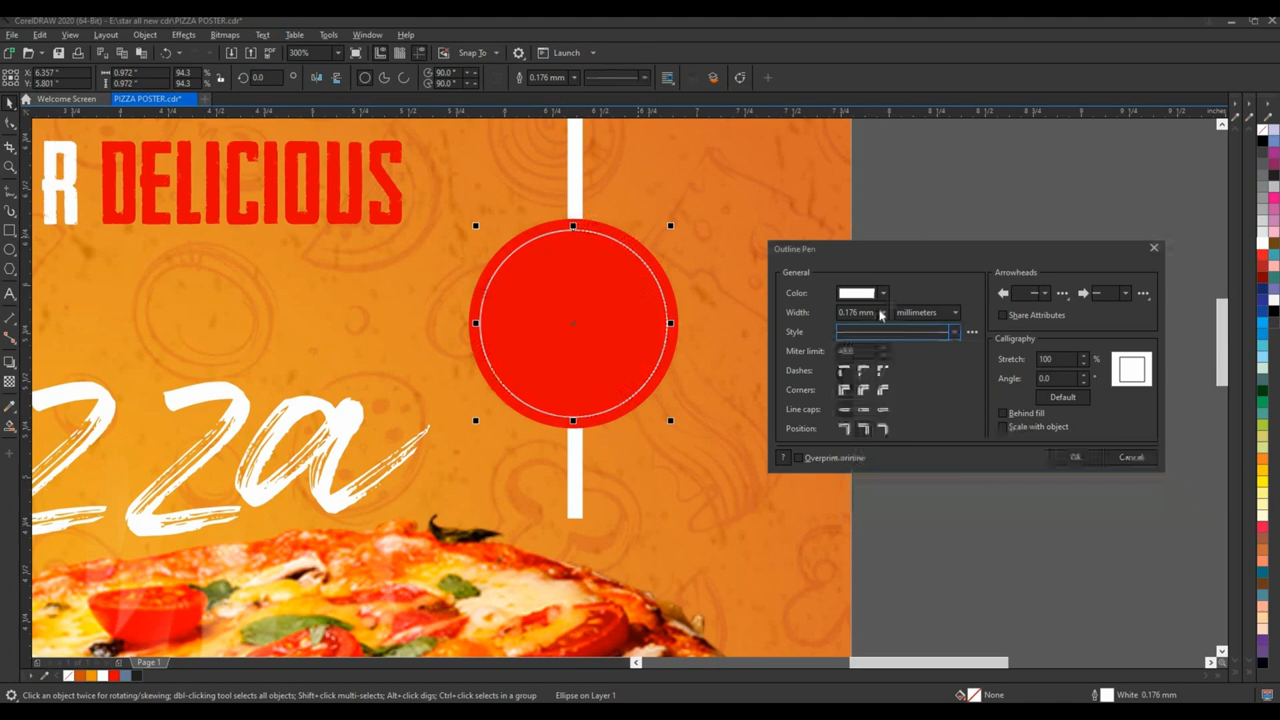 CorelDRAW 2020 (64-Bit) - E:\star all new cdr\PIZZA POSTER.cdr*
File Edit View Layout Object Effects Bitmaps Text Table Tools Window Help
PDF 300% Snap To Launch
X: 6.357 " 0.972 " 94.3 % 0.0 ° 90.0 ° 0.176 mm
Y: 5.801 " 0.972 " 94.3 % 90.0 °
Welcome Screen PIZZA POSTER.cdr*
inches
R DELICIOUS
zza
Outline Pen
General
Color:
Width: 0.176 mm millimeters
Style
Miter limit:
Dashes:
Corners:
Line caps:
Position:
Arrowheads
Share Attributes
Calligraphy
Stretch: 100 %
Angle: 0.0 °
Default
Behind fill
Scale with object
? Overprint outline OK Cancel
Page 1
Click an object twice for rotating/skewing; dbl-clicking tool selects all objects; Shift+click multi-selects; Alt+click digs; Ctrl+click selects in a group Ellipse on Layer 1 None White 0.176 mm